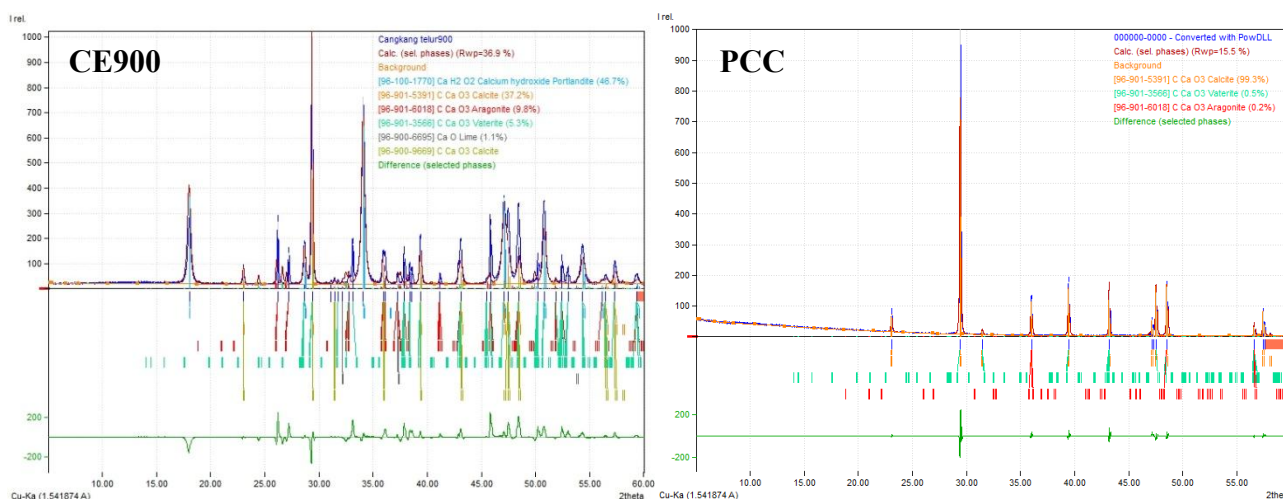 I rel.
CE900
Cangkang telur900
Calc. (sel. phases) (Rwp=36.9 %)
Background
[96-100-1770] Ca H2 O2 Calcium hydroxide Portlandite (46.7%)
[96-901-5391] C Ca O3 Calcite (37.2%)
[96-901-6018] C Ca O3 Aragonite (9.8%)
[96-901-3566] C Ca O3 Vaterite (5.3%)
[96-900-6695] Ca O Lime (1.1%)
[96-900-9669] C Ca O3 Calcite
Difference (selected phases)
1000
900
800
700
600
500
400
300
200
100
200
0
-200
10.00 15.00 20.00 25.00 30.00 35.00 40.00 45.00 50.00 55.00 60.00
Cu-Ka (1.541874 A) 2theta
I rel.
PCC
000000-0000 - Converted with PowDLL
Calc. (sel. phases) (Rwp=15.5 %)
Background
[96-901-5391] C Ca O3 Calcite (99.3%)
[96-901-3566] C Ca O3 Vaterite (0.5%)
[96-901-6018] C Ca O3 Aragonite (0.2%)
Difference (selected phases)
1000
900
800
700
600
500
400
300
200
100
200
0
-200
10.00 15.00 20.00 25.00 30.00 35.00 40.00 45.00 50.00 55.00
Cu-Ka (1.541874 A) 2theta